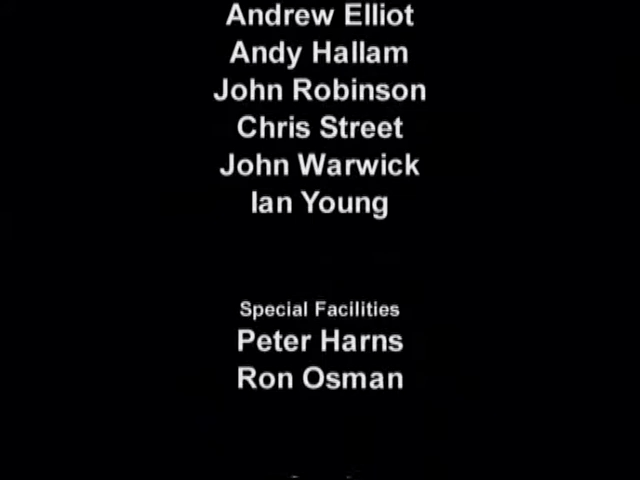 Andrew Elliot
Andy Hallam
John Robinson
Chris Street
John Warwick
Ian Young
Special Facilities
Peter Harns
Ron Osman